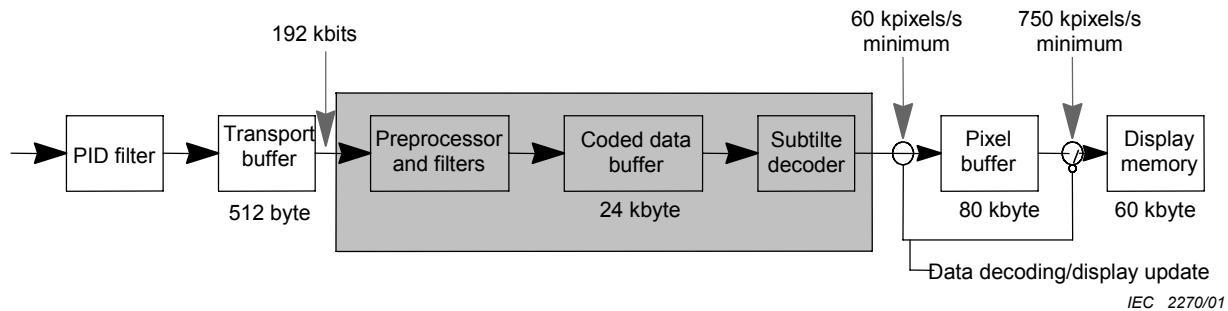 192 kbits
60 kpixels/s
minimum
750 kpixels/s
minimum
PID filter
Transport
buffer
Preprocessor
and filters
Coded data
buffer
Subtilte
decoder
Pixel
buffer
Display
memory
512 byte
24 kbyte
80 kbyte
60 kbyte
Data decoding/display update
IEC 2270/01